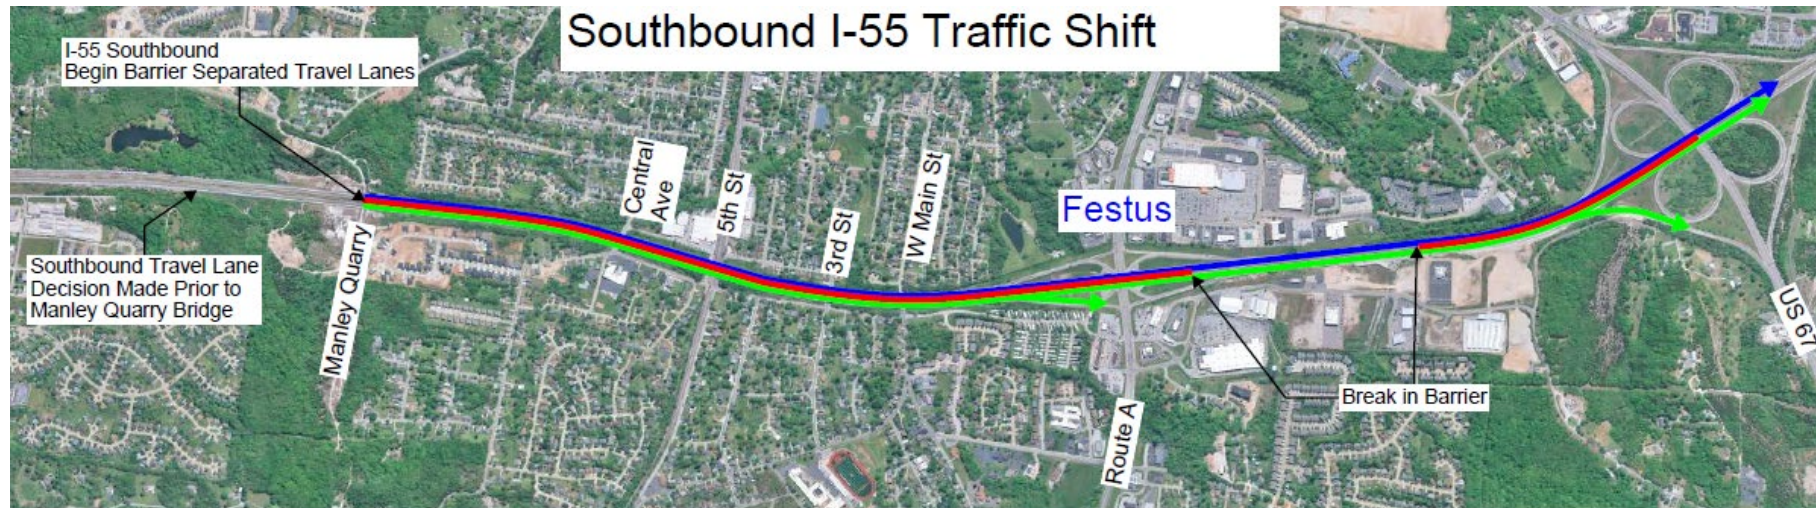 Southbound I-55 Traffic Shift
I-55 Southbound
Begin Barrier Separated Travel Lanes
Southbound Travel Lane
Decision Made Prior to
Manley Quarry Bridge
Manley Quarry
Central
Ave
5th St
3rd St
W Main St
Festus
Route A
Break in Barrier
US 67